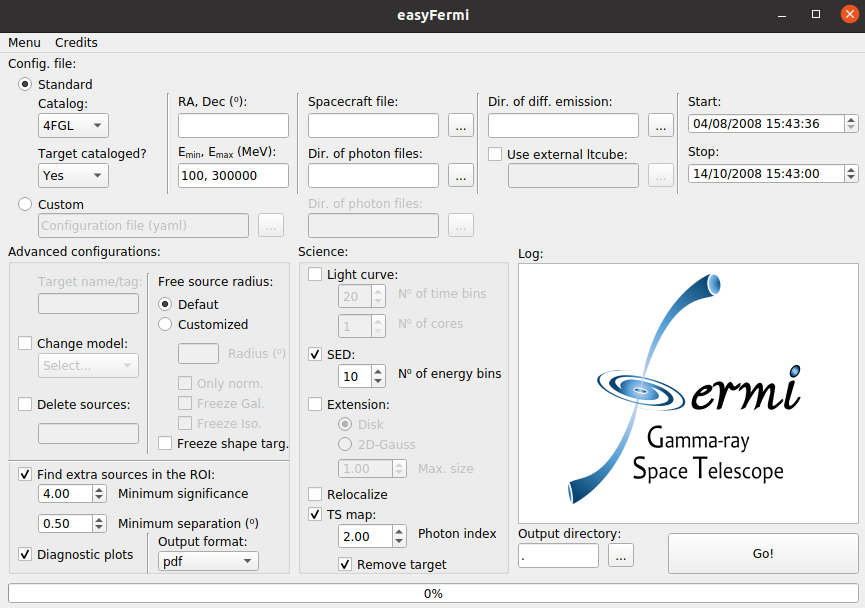 easyFermi
Menu Credits
Config. file:
Standard
Catalog:
4FGL
Target cataloged?
Yes
RA, Dec (º):
Emin, Emax (MeV):
100, 300000
Spacecraft file:
...
Dir. of photon files:
...
Dir. of diff. emission:
...
Use external ltcube:
...
Start:
04/08/2008 15:43:36
Stop:
14/10/2008 15:43:00
Custom
Configuration file (yaml)
...
Dir. of photon files:
...
Advanced configurations:
Target name/tag:
Change model:
Select...
Delete sources:
Free source radius:
Defaut
Customized
Radius (º)
Only norm.
Freeze Gal.
Freeze Iso.
Freeze shape targ.
Find extra sources in the ROI:
4.00 Minimum significance
0.50 Minimum separation (º)
Diagnostic plots
Output format:
pdf
Science:
Light curve:
20 Nº of time bins
1 Nº of cores
SED:
10 Nº of energy bins
Extension:
Disk
2D-Gauss
1.00 Max. size
Relocalize
TS map:
2.00 Photon index
Remove target
Log:
Fermi
Gamma-ray
Space Telescope
Output directory:
.
...
Go!
0%